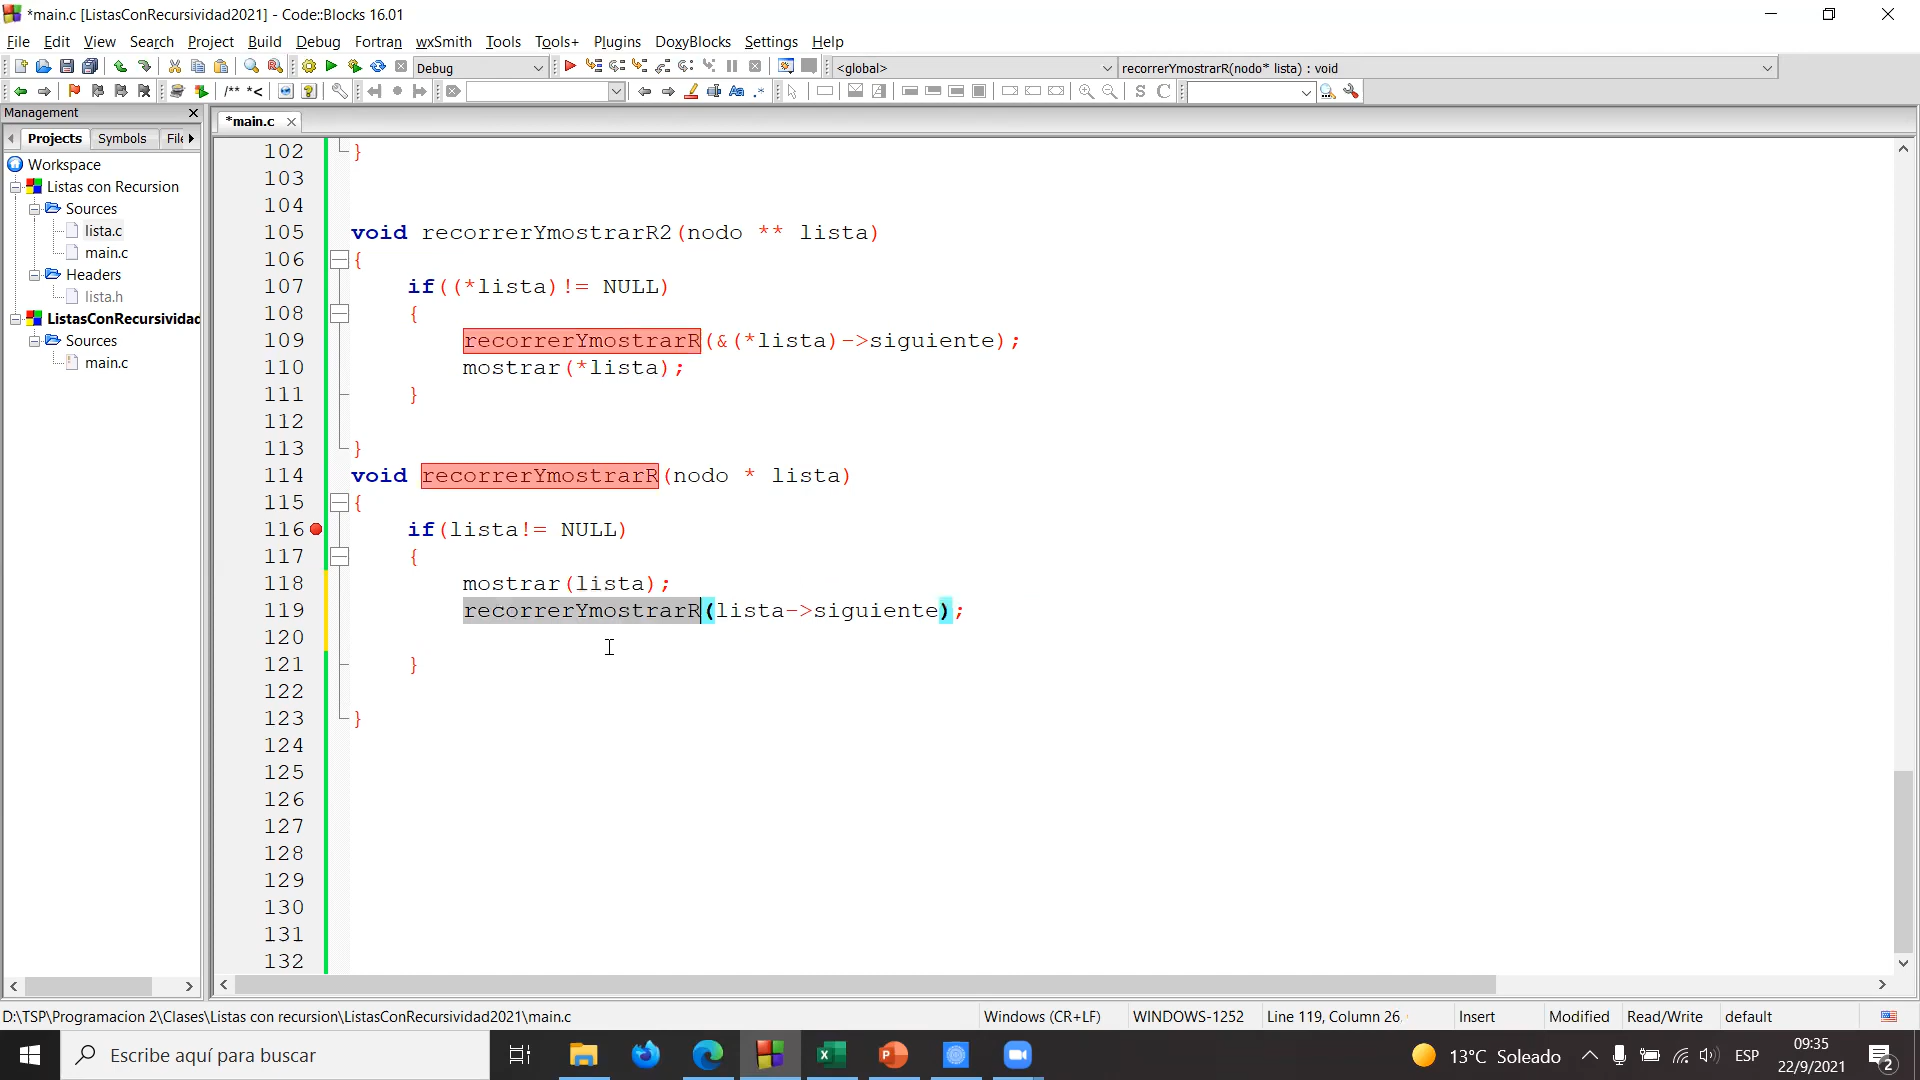 *main.c [ListasConRecursividad2021] - Code::Blocks 16.01
File Edit View Search Project Build Debug Fortran wxSmith Tools Tools+ Plugins DoxyBlocks Settings Help
Debug <global> recorrerYmostrarR(nodo* lista) : void
/** *< Aa .* S C
Management
Projects Symbols File
*main.c
Workspace
Listas con Recursion
Sources
lista.c
main.c
Headers
lista.h
ListasConRecursividad
Sources
main.c
102 }
103
104
105 void recorrerYmostrarR2(nodo ** lista)
106 {
107 if((*lista)!= NULL)
108 {
109 recorrerYmostrarR(&(*lista)->siguiente);
110 mostrar(*lista);
111 }
112
113 }
114 void recorrerYmostrarR(nodo * lista)
115 {
116 if(lista!= NULL)
117 {
118 mostrar(lista);
119 recorrerYmostrarR(lista->siguiente);
120
121 }
122
123 }
124
125
126
127
128
129
130
131
132
D:\TSP\Programacion 2\Clases\Listas con recursion\ListasConRecursividad2021\main.c Windows (CR+LF) WINDOWS-1252 Line 119, Column 26, Insert Modified Read/Write default
Escribe aquí para buscar
13°C Soleado ESP
09:35
22/9/2021
2